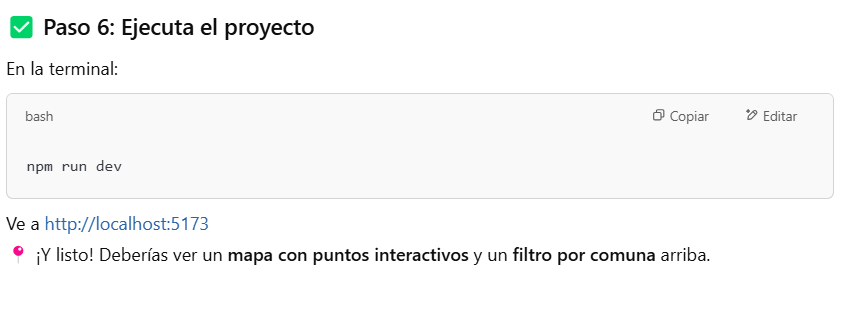 ✅ Paso 6: Ejecuta el proyecto
En la terminal:
bash Copiar Editar
npm run dev
Ve a http://localhost:5173
📍 ¡Y listo! Deberías ver un mapa con puntos interactivos y un filtro por comuna arriba.